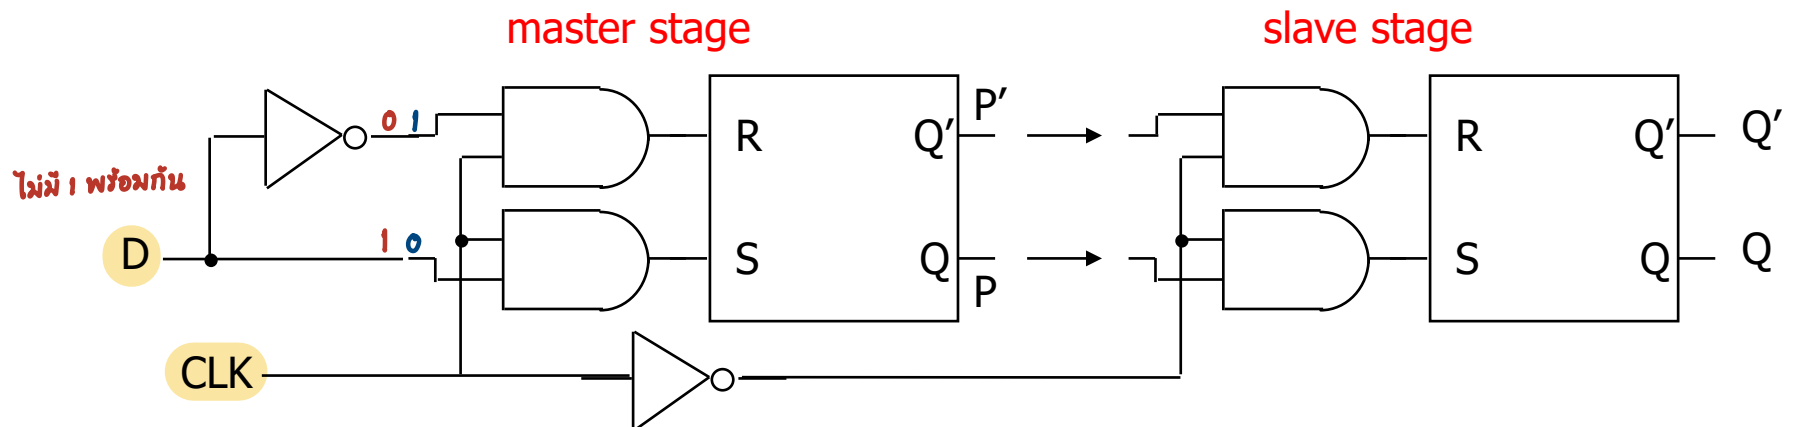 master stage
slave stage
P’
0 1
R
Q’
R
Q’
Q’
ไม่มี 1 พร้อมกัน
D
1 0
S
Q
P
S
Q
Q
CLK